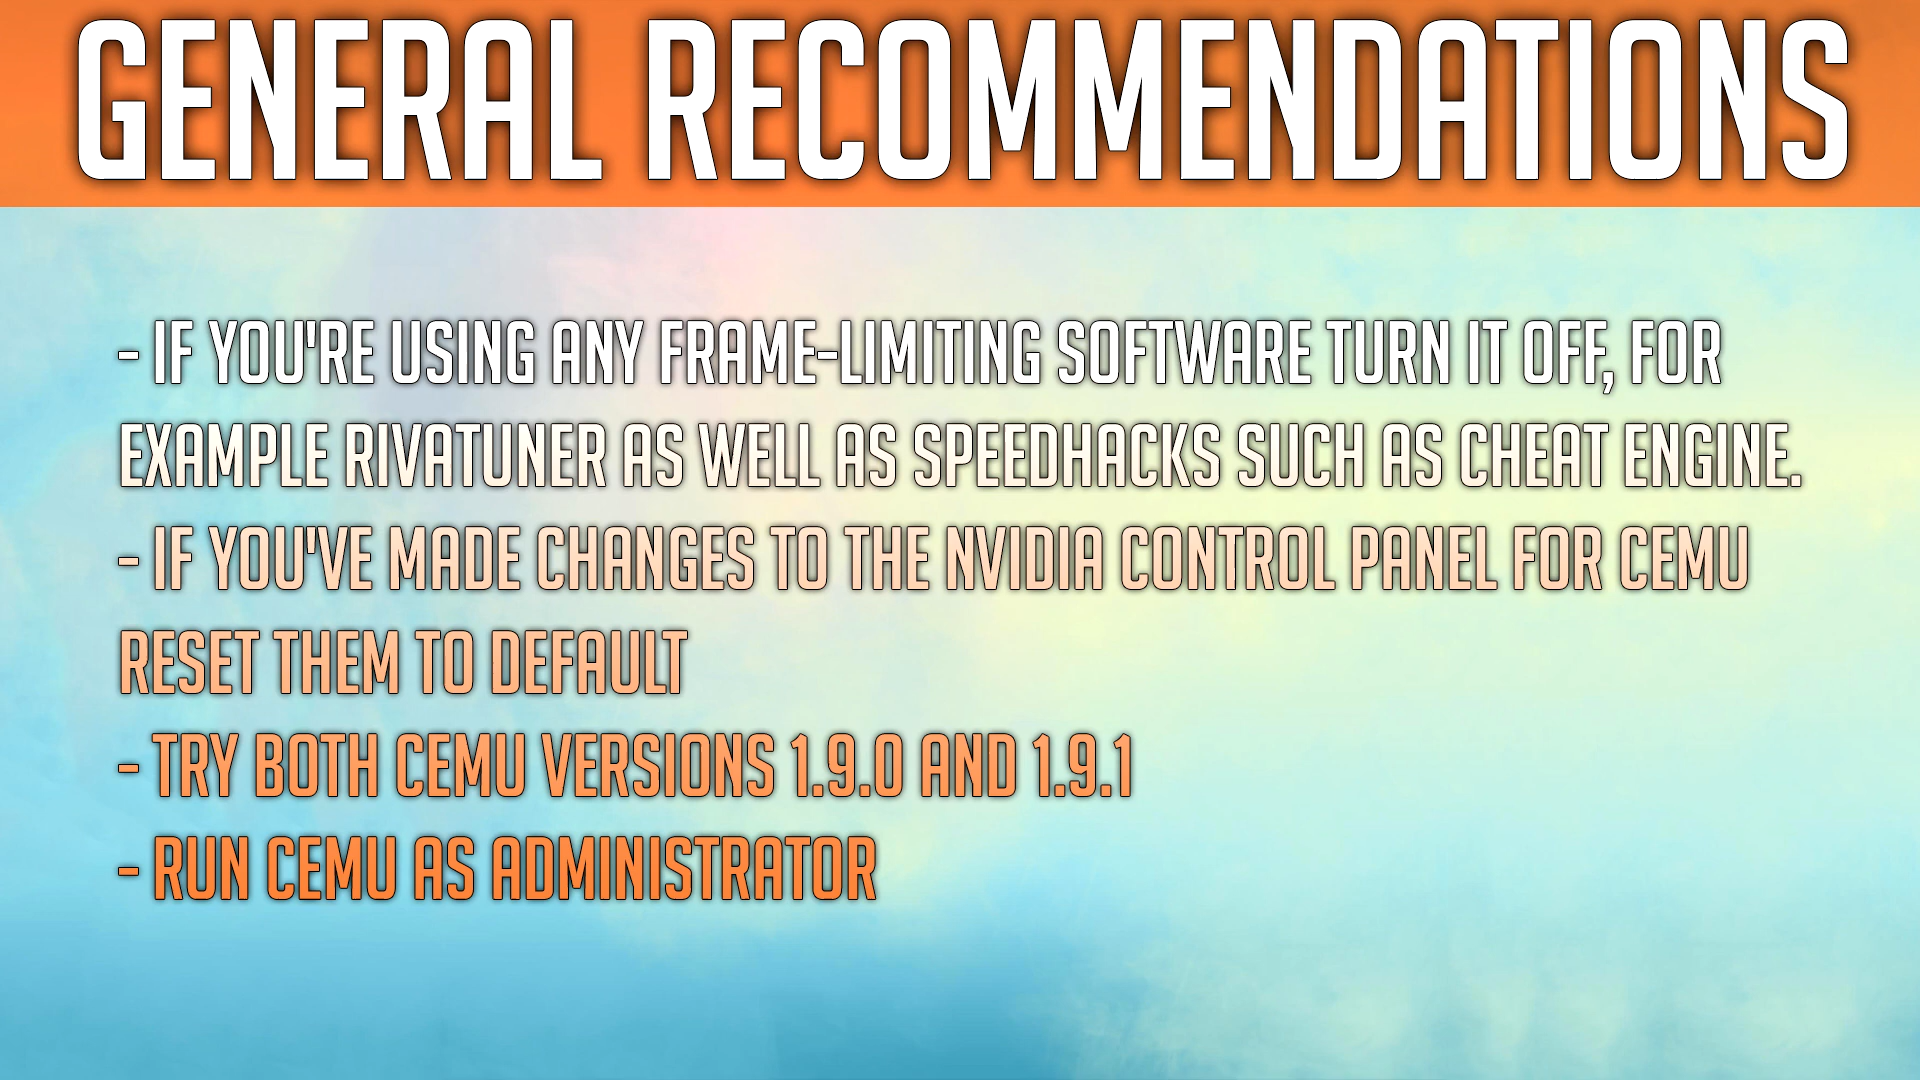 GENERAL RECOMMENDATIONS
- IF YOU'RE USING ANY FRAME-LIMITING SOFTWARE TURN IT OFF, FOR
EXAMPLE RIVATUNER AS WELL AS SPEEDHACKS SUCH AS CHEAT ENGINE.
- IF YOU'VE MADE CHANGES TO THE NVIDIA CONTROL PANEL FOR CEMU
RESET THEM TO DEFAULT
- TRY BOTH CEMU VERSIONS 1.9.0 AND 1.9.1
- RUN CEMU AS ADMINISTRATOR